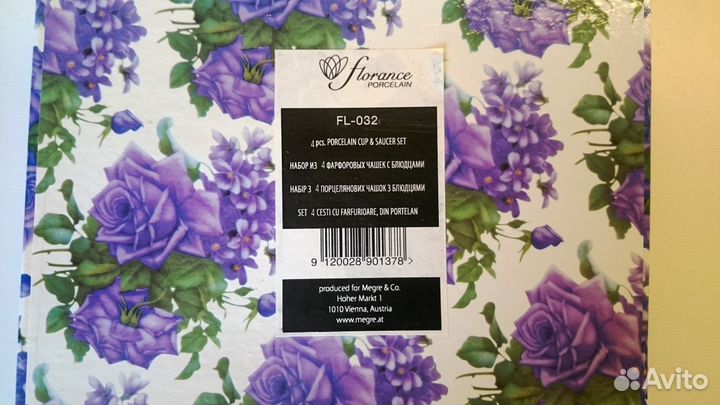 florance
PORCELAIN
FL-032
4 pcs. PORCELAIN CUP & SAUCER SET
НАБОР ИЗ 4 ФАРФОРОВЫХ ЧАШЕК С БЛЮДЦАМИ
НАБІР З 4 ПОРЦЕЛЯНОВИХ ЧАШОК З БЛЮДЦЯМИ
SET 4 CESTI CU FARFURIOARE, DIN PORTELAN
9 120028 901378 >
produced for Megre & Co.
Hoher Markt 1
1010 Vienna, Austria
www.megre.at
Avito